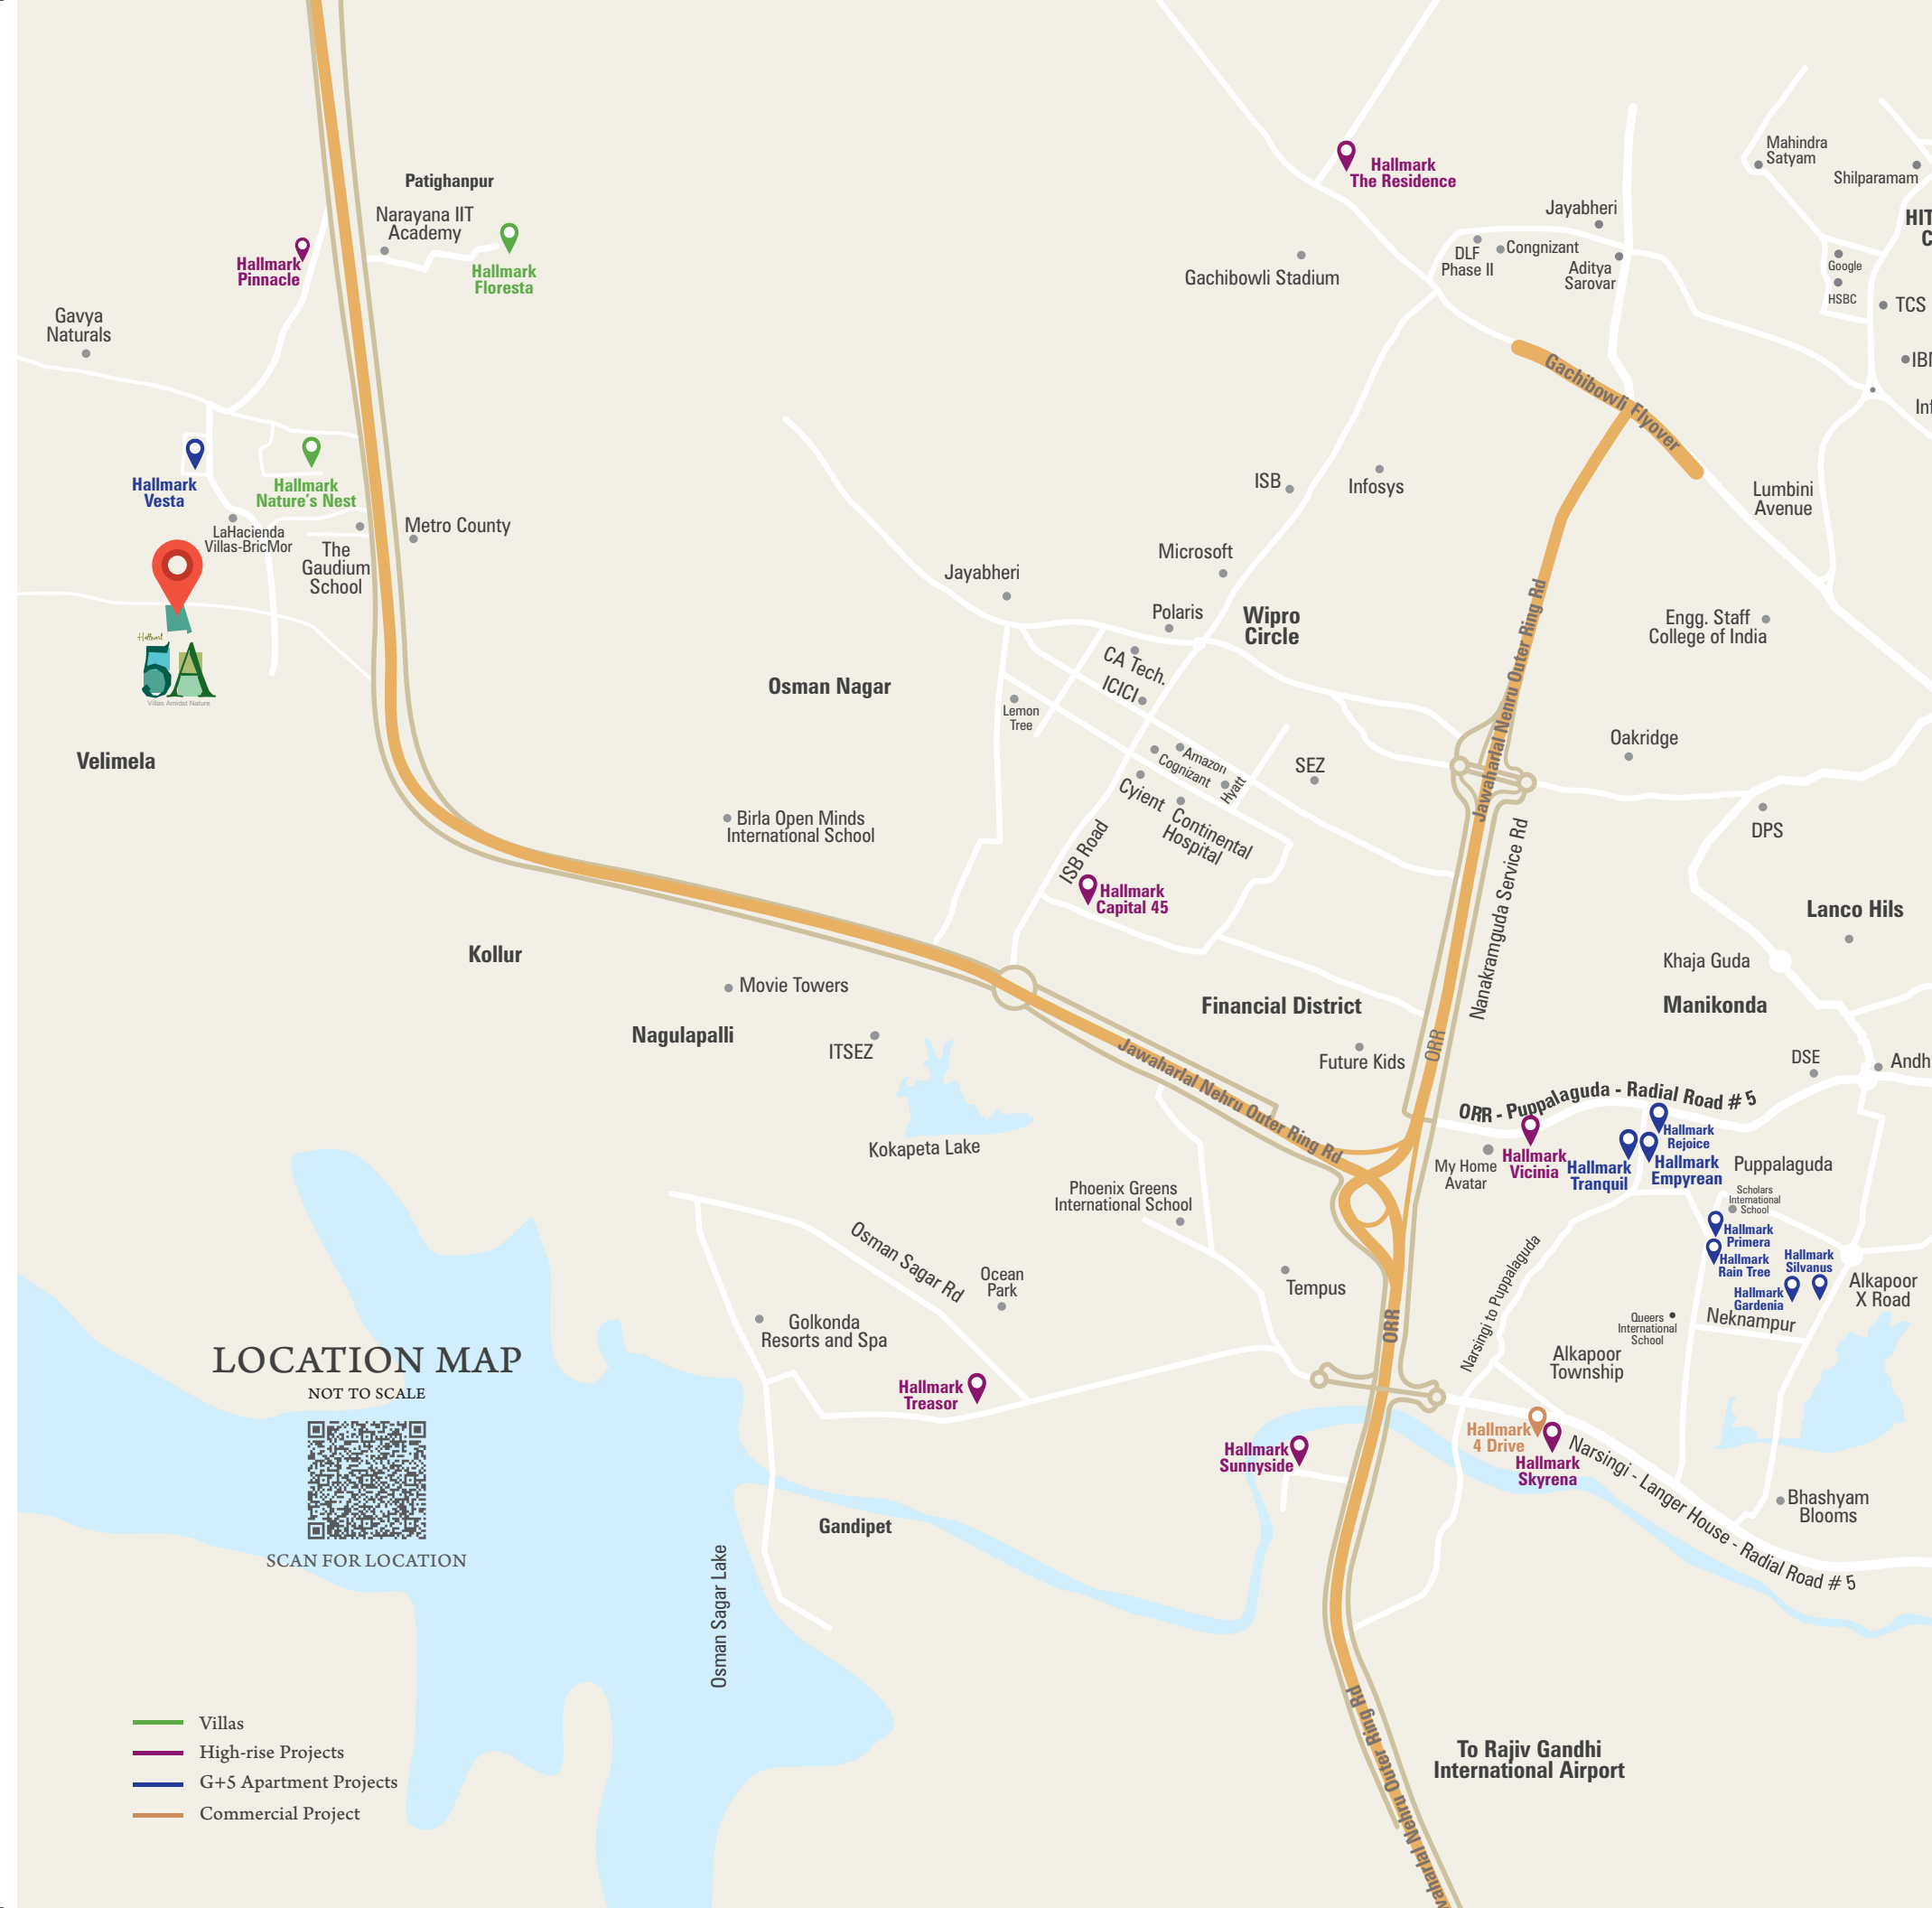 Hallmark
The Residence
Mahindra
Satyam
Shilparamam
Patighanpur
Narayana IIT
Academy
Jayabheri
DLF
Phase II
Congnizant
Aditya
Sarovar
Google
HSBC
TCS
Hallmark
Pinnacle
Hallmark
Floresta
Gachibowli Stadium
Gavya
Naturals
Gachibowli Flyover
Hallmark
Vesta
Hallmark
Nature's Nest
ISB
Infosys
Lumbini
Avenue
LaHacienda
Villas-BricMor
The
Gaudium
School
Metro County
Microsoft
Jayabheri
Polaris
Wipro
Circle
Engg. Staff
College of India
Jawaharlal Nehru Outer Ring Rd
Hallmark
5A
Villas Amidst Nature
CA Tech.
ICICI
Osman Nagar
Lemon
Tree
Velimela
Amazon
Cognizant
Hyatt
SEZ
Oakridge
Cyient
Continental
Hospital
Birla Open Minds
International School
DPS
ISB Road
Hallmark
Capital 45
Nanakramguda Service Rd
Lanco Hils
Kollur
Khaja Guda
Movie Towers
Financial District
Manikonda
Nagulapalli
ITSEZ
Future Kids
ORR
DSE
Andh
Jawaharlal Nehru Outer Ring Rd
ORR - Puppalaguda - Radial Road # 5
Kokapeta Lake
Hallmark
Rejoice
Hallmark
Vicinia
Hallmark
Tranquil
Hallmark
Empyrean
My Home
Avatar
Puppalaguda
Phoenix Greens
International School
Scholars
International
School
Hallmark
Primera
Hallmark
Rain Tree
Hallmark
Silvanus
Hallmark
Gardenia
Alkapoor
X Road
Osman Sagar Rd
Ocean
Park
Tempus
ORR
Narsingi to Puppalaguda
Golkonda
Resorts and Spa
Queers
International
School
Neknampur
Alkapoor
Township
LOCATION MAP
NOT TO SCALE
SCAN FOR LOCATION
Hallmark
Treasor
Hallmark
Sunnyside
Hallmark
4 Drive
Hallmark
Skyrena
Narsingi - Langer House - Radial Road # 5
Bhashyam
Blooms
Gandipet
Osman Sagar Lake
Villas
High-rise Projects
G+5 Apartment Projects
Commercial Project
To Rajiv Gandhi
International Airport
waharlal Nehru Outer Ring Rd